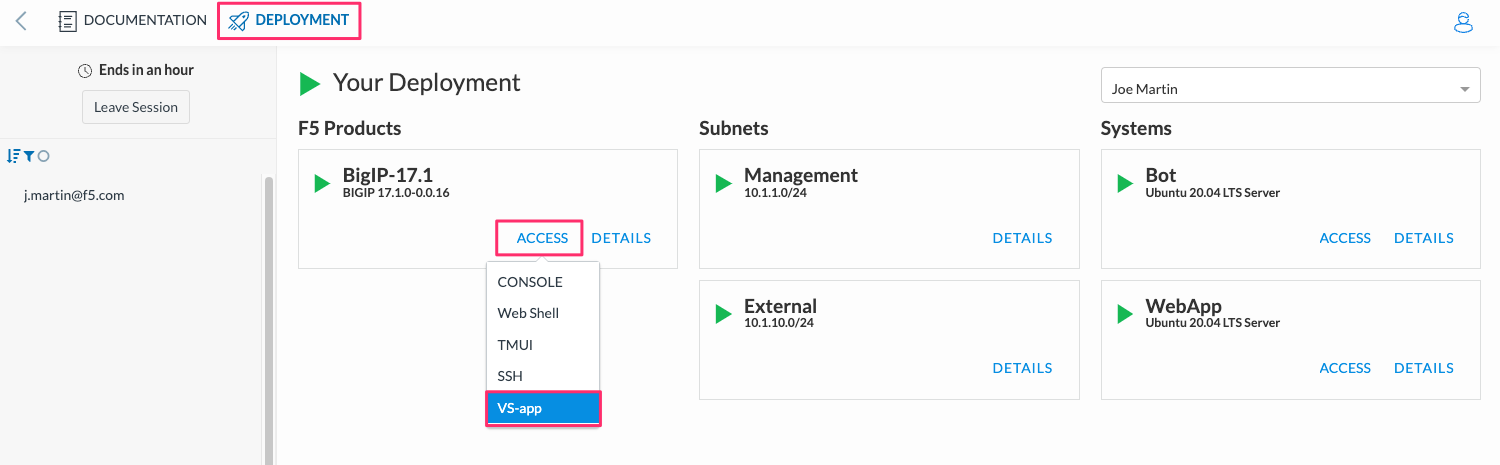 DOCUMENTATION
DEPLOYMENT
Ends in an hour
Leave Session
j.martin@f5.com
Your Deployment
Joe Martin
F5 Products
BigIP-17.1
BIGIP 17.1.0-0.0.16
ACCESS DETAILS
CONSOLE
Web Shell
TMUI
SSH
VS-app
Subnets
Management
10.1.1.0/24
DETAILS
External
10.1.10.0/24
DETAILS
Systems
Bot
Ubuntu 20.04 LTS Server
ACCESS DETAILS
WebApp
Ubuntu 20.04 LTS Server
ACCESS DETAILS